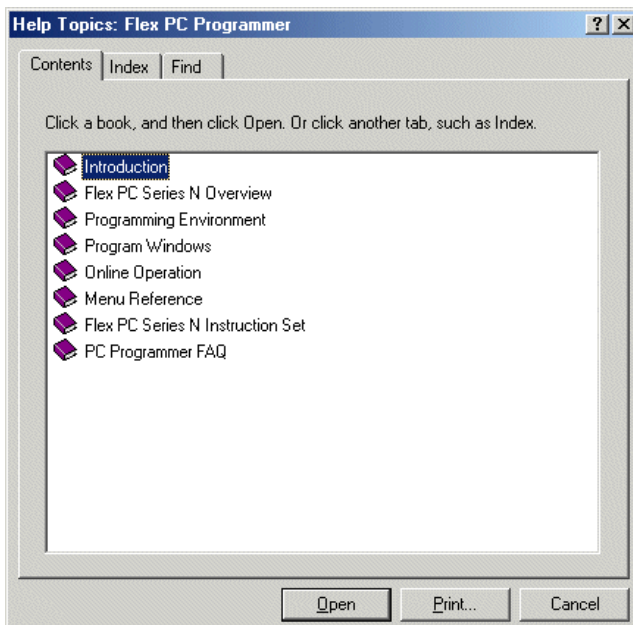 Help Topics: Flex PC Programmer
Contents Index Find
Click a book, and then click Open. Or click another tab, such as Index.
Introduction
Flex PC Series N Overview
Programming Environment
Program Windows
Online Operation
Menu Reference
Flex PC Series N Instruction Set
PC Programmer FAQ
Open Print... Cancel